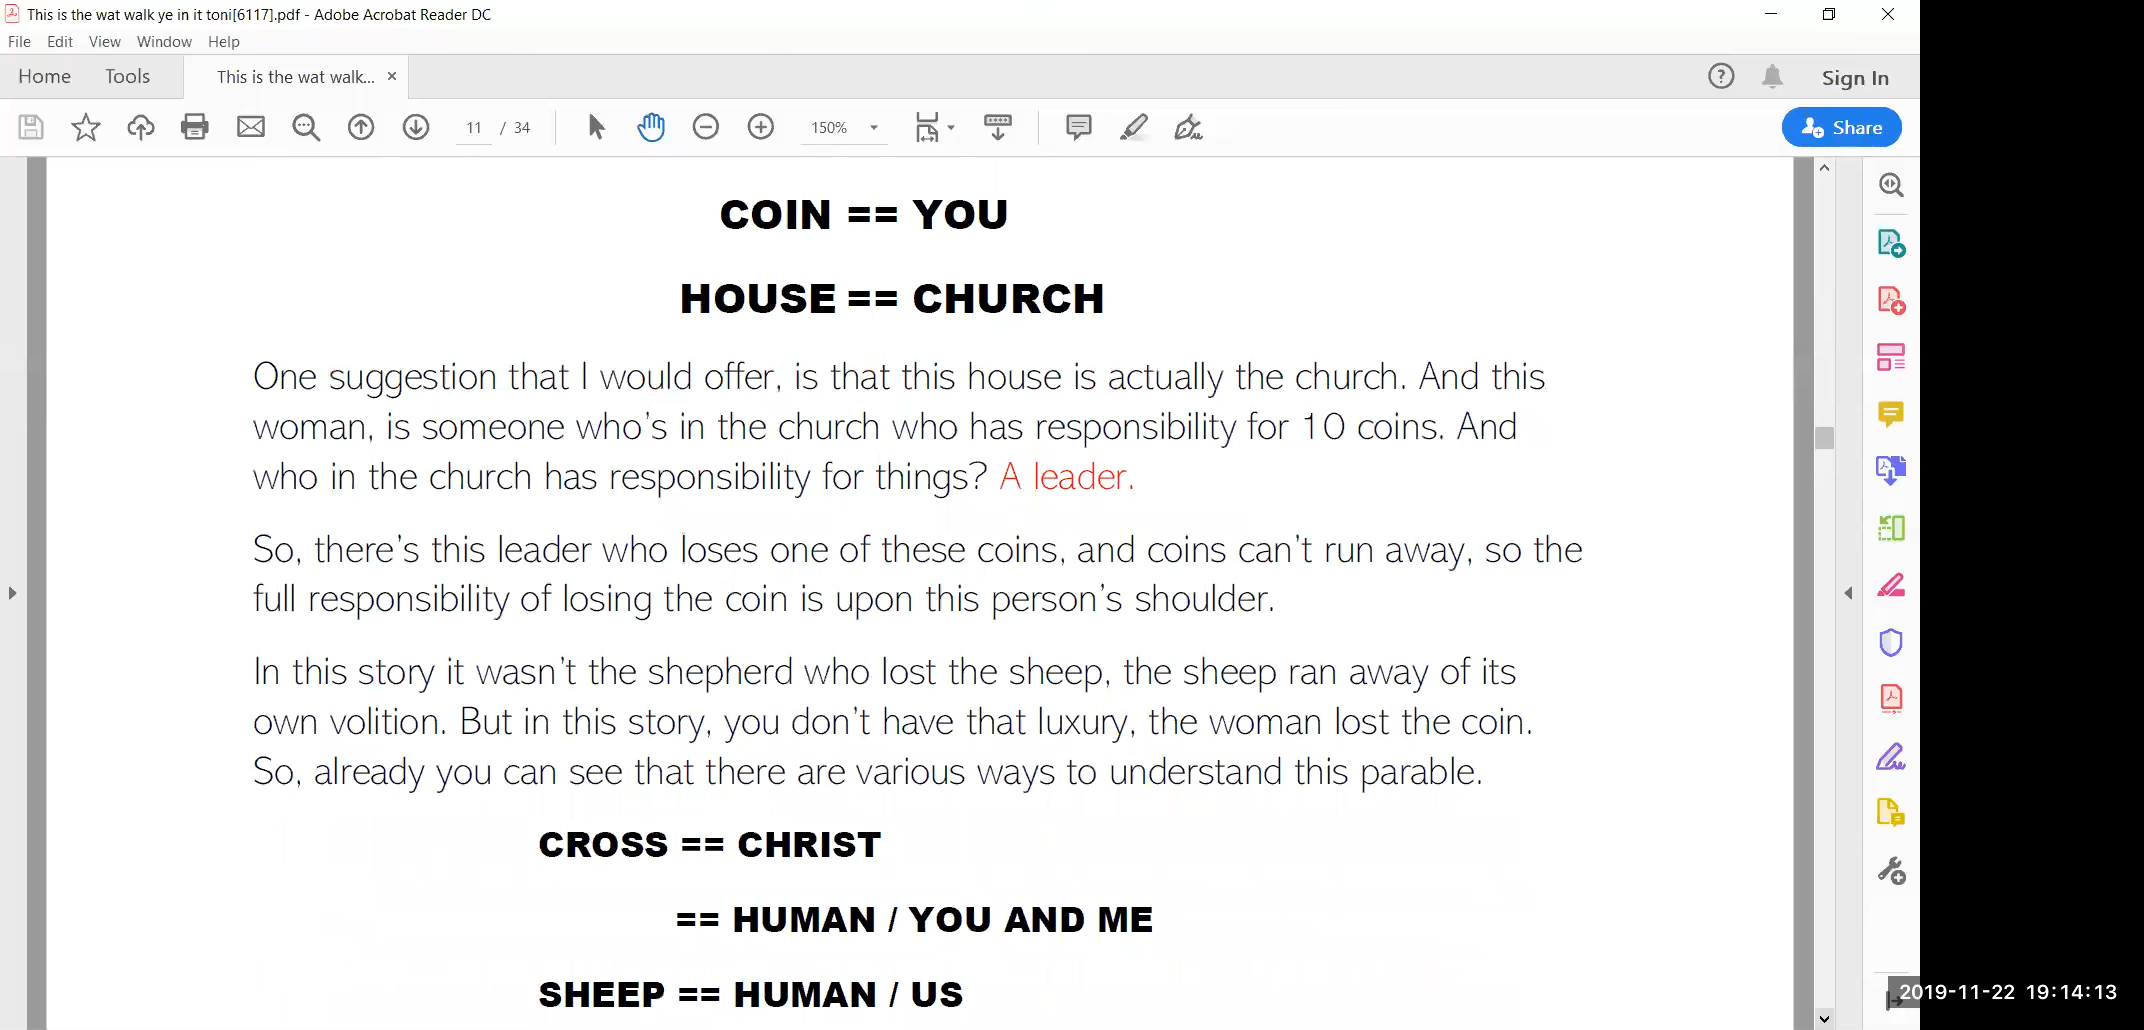 This is the wat walk ye in it toni[6117].pdf - Adobe Acrobat Reader DC
File Edit View Window Help
Home Tools This is the wat walk... × Sign In
11 / 34 150% Share
COIN == YOU
HOUSE == CHURCH
One suggestion that I would offer, is that this house is actually the church. And this
woman, is someone who's in the church who has responsibility for 10 coins. And
who in the church has responsibility for things? A leader.
So, there's this leader who loses one of these coins, and coins can't run away, so the
full responsibility of losing the coin is upon this person's shoulder.
In this story it wasn't the shepherd who lost the sheep, the sheep ran away of its
own volition. But in this story, you don't have that luxury, the woman lost the coin.
So, already you can see that there are various ways to understand this parable.
CROSS == CHRIST
== HUMAN / YOU AND ME
SHEEP == HUMAN / US
2019-11-22 19:14:13